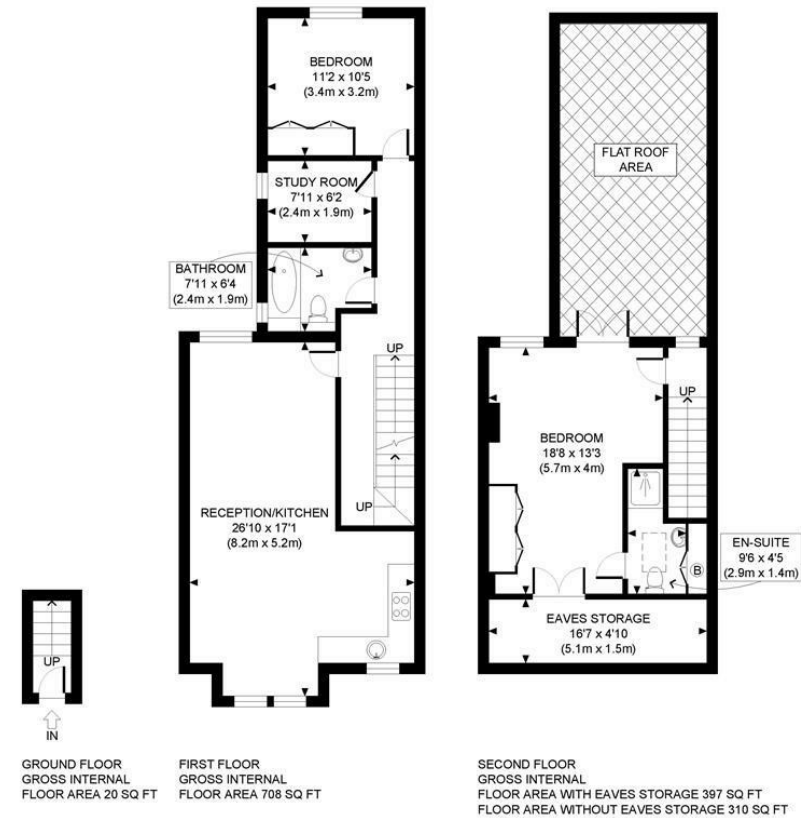 BEDROOM
11'2 x 10'5
(3.4m x 3.2m)
STUDY ROOM
7'11 x 6'2
(2.4m x 1.9m)
BATHROOM
7'11 x 6'4
(2.4m x 1.9m)
UP
UP
RECEPTION/KITCHEN
26'10 x 17'1
(8.2m x 5.2m)
FLAT ROOF
AREA
UP
BEDROOM
18'8 x 13'3
(5.7m x 4m)
EN-SUITE
9'6 x 4'5
(2.9m x 1.4m)
B
EAVES STORAGE
16'7 x 4'10
(5.1m x 1.5m)
UP
IN
GROUND FLOOR
GROSS INTERNAL
FLOOR AREA 20 SQ FT
FIRST FLOOR
GROSS INTERNAL
FLOOR AREA 708 SQ FT
SECOND FLOOR
GROSS INTERNAL
FLOOR AREA WITH EAVES STORAGE 397 SQ FT
FLOOR AREA WITHOUT EAVES STORAGE 310 SQ FT